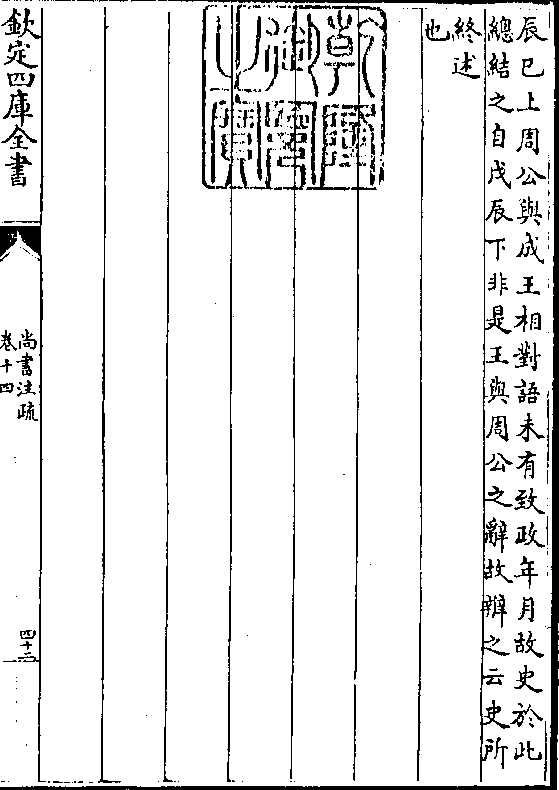 辰已上周公與成王相對語未有致政年月故史於此
總結之自戊辰下非是王與周公之辭故辨之云史所
終述
也
乾隆
御覽
之寶
欽定四庫全書
尚書注疏
卷十四
四十二